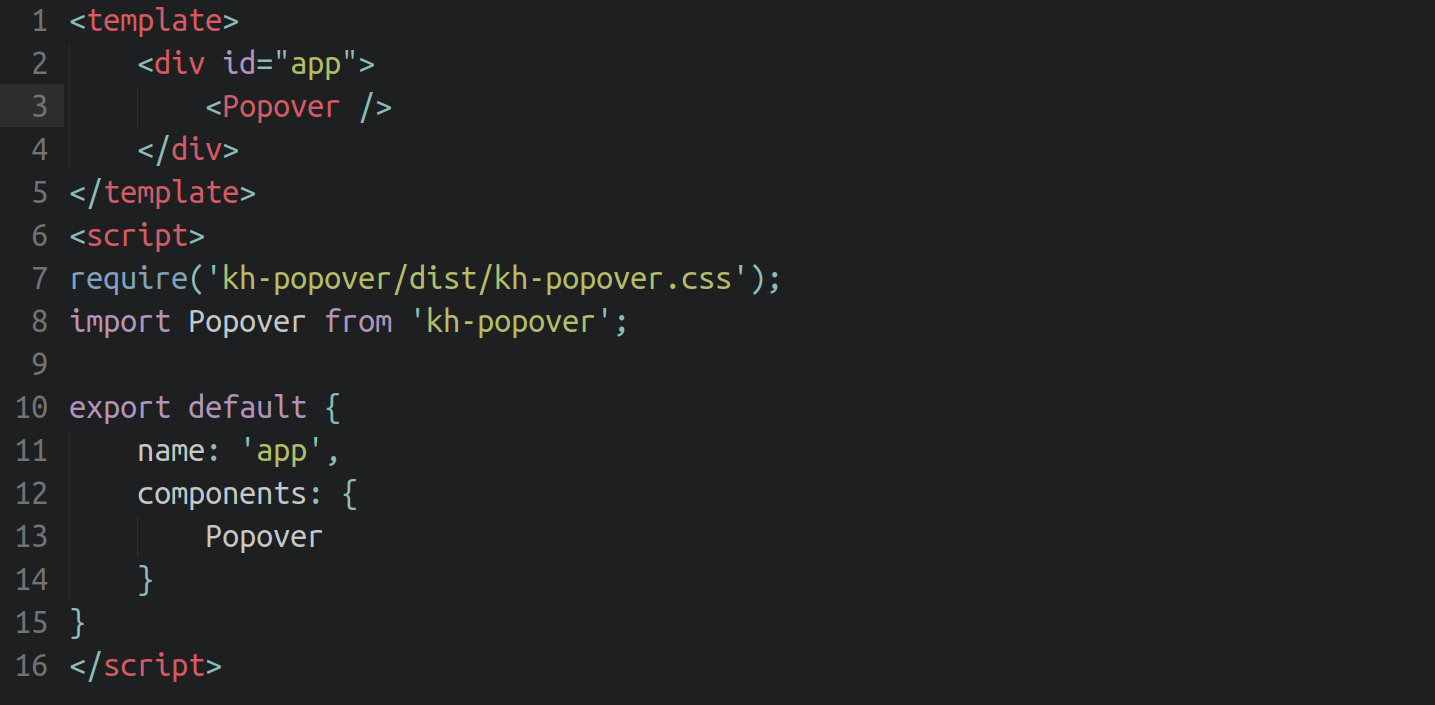 1 <template>
2     <div id="app">
3         <Popover />
4     </div>
5 </template>
6 <script>
7 require('kh-popover/dist/kh-popover.css');
8 import Popover from 'kh-popover';
9
10 export default {
11     name: 'app',
12     components: {
13         Popover
14     }
15 }
16 </script>